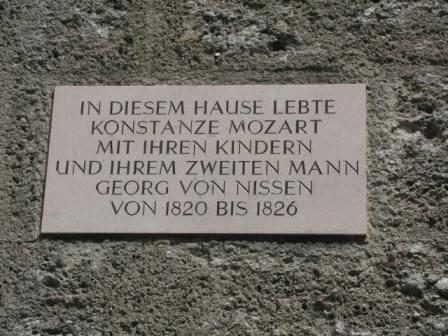 IN DIESEM HAUSE LEBTE
KONSTANZE MOZART
MIT IHREN KINDERN
UND IHREM ZWEITEN MANN
GEORG VON NISSEN
VON 1820 BIS 1826